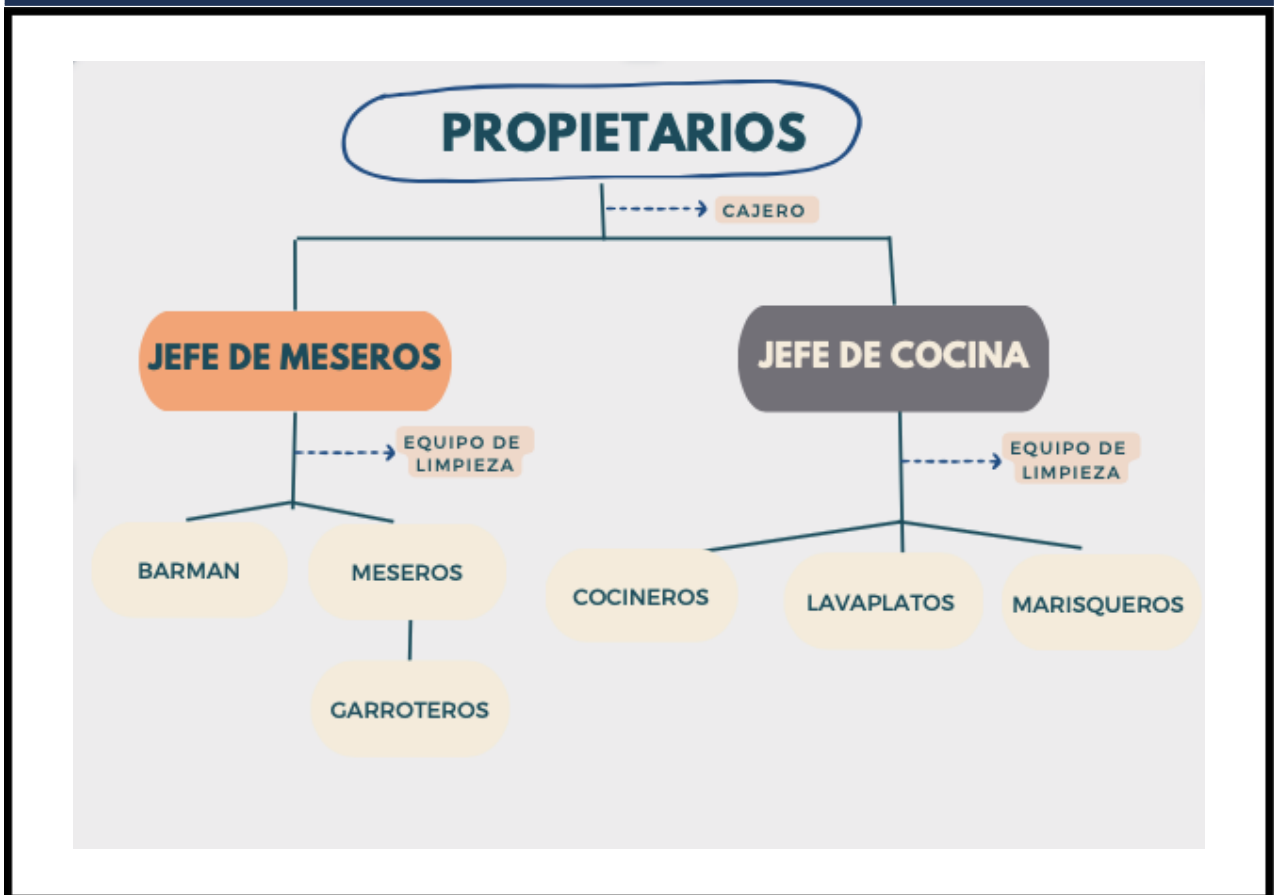 PROPIETARIOS
CAJERO
JEFE DE MESEROS
JEFE DE COCINA
EQUIPO DE
LIMPIEZA
EQUIPO DE
LIMPIEZA
BARMAN
MESEROS
COCINEROS
LAVAPLATOS
MARISQUEROS
GARROTEROS